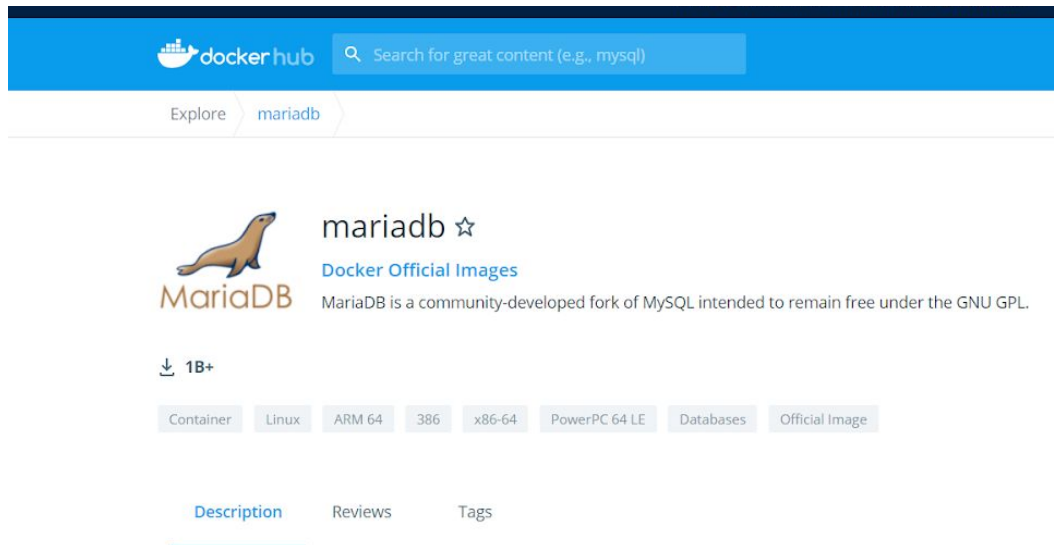 docker hub Search for great content (e.g., mysql)
Explore mariadb
mariadb
Docker Official Images
MariaDB
MariaDB is a community-developed fork of MySQL intended to remain free under the GNU GPL.
1B+
Container Linux ARM 64 386 x86-64 PowerPC 64 LE Databases Official Image
Description Reviews Tags